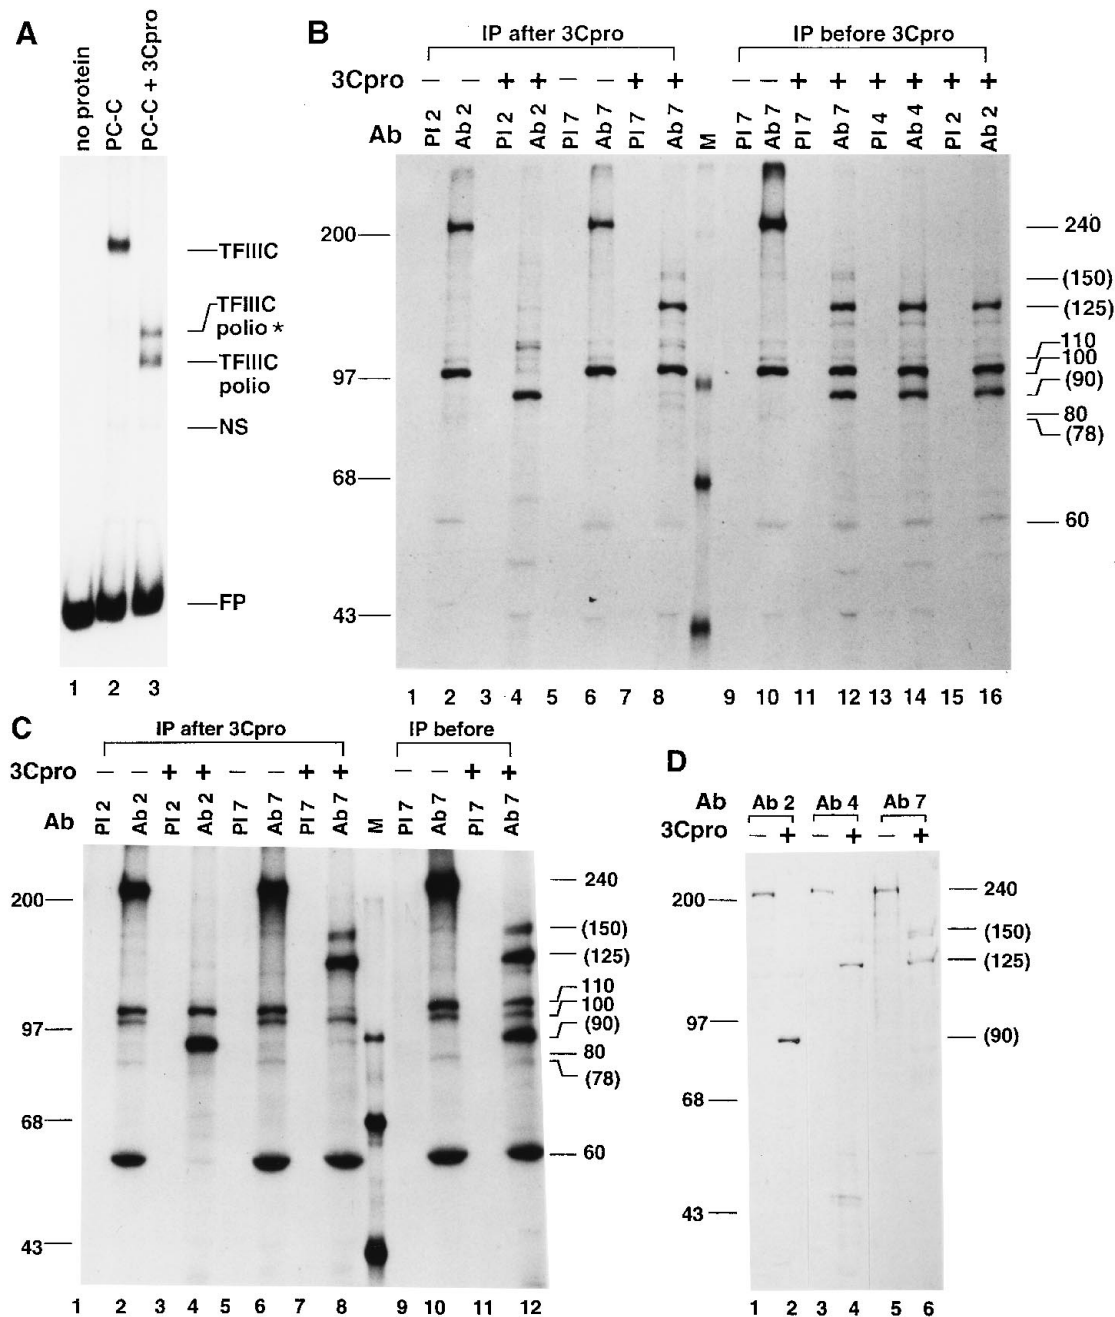 A
no protein
PC-C
PC-C + 3Cpro
TFIIIC
TFIIIC
polio *
TFIIIC
polio
NS
FP
1 2 3
B
IP after 3Cpro IP before 3Cpro
3Cpro – – + + – – + + – – + + + + + +
Ab PI 2 Ab 2 PI 2 Ab 2 PI 7 Ab 7 PI 7 Ab 7 M PI 7 Ab 7 PI 7 Ab 7 PI 4 Ab 4 PI 2 Ab 2
200
97
68
43
240
(150)
(125)
110
100
(90)
80
(78)
60
1 2 3 4 5 6 7 8 9 10 11 12 13 14 15 16
C
IP after 3Cpro IP before
3Cpro – – + + – – + + – – + +
Ab PI 2 Ab 2 PI 2 Ab 2 PI 7 Ab 7 PI 7 Ab 7 M PI 7 Ab 7 PI 7 Ab 7
200
97
68
43
240
(150)
(125)
110
100
(90)
80
(78)
60
1 2 3 4 5 6 7 8 9 10 11 12
D
Ab Ab 2 Ab 4 Ab 7
3Cpro – + – + – +
200
97
68
43
240
(150)
(125)
(90)
1 2 3 4 5 6